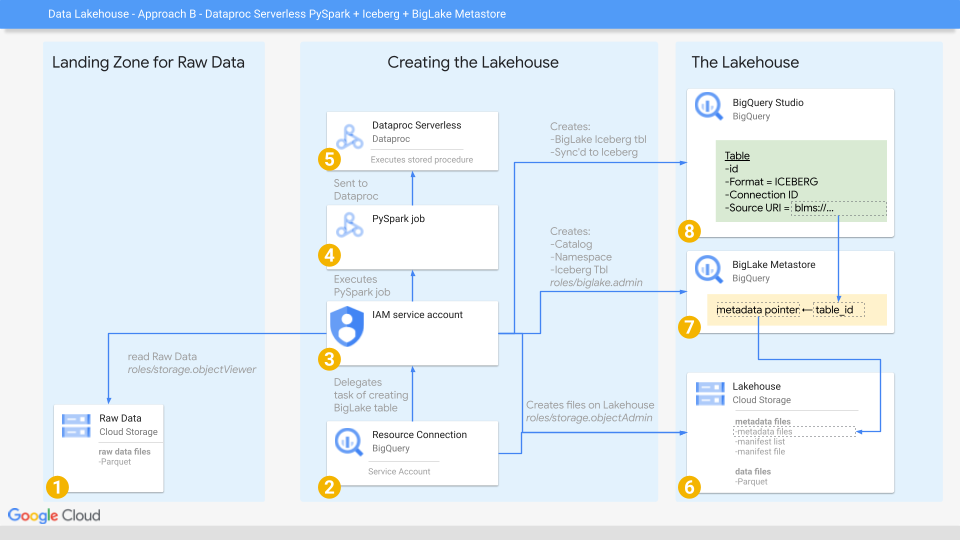 Data Lakehouse - Approach B - Dataproc Serverless PySpark + Iceberg + BigLake Metastore
Landing Zone for Raw Data
read Raw Data
roles/storage.objectViewer
Raw Data
Cloud Storage
raw data files
-Parquet
1
Creating the Lakehouse
Dataproc Serverless
Dataproc
Executes stored procedure
5
Sent to
Dataproc
PySpark job
4
Executes
PySpark job
IAM service account
3
Delegates
task of creating
BigLake table
Resource Connection
BigQuery
Service Account
2
Creates:
-BigLake Iceberg tbl
-Sync'd to Iceberg
Creates:
-Catalog
-Namespace
-Iceberg Tbl
roles/biglake.admin
Creates files on Lakehouse
roles/storage.objectAdmin
The Lakehouse
BigQuery Studio
BigQuery
Table
-id
-Format = ICEBERG
-Connection ID
-Source URI = blms://...
8
BigLake Metastore
BigQuery
metadata pointer ← table_id
7
Lakehouse
Cloud Storage
metadata files
-metadata files
-manifest list
-manifest file
data files
-Parquet
6
Google Cloud